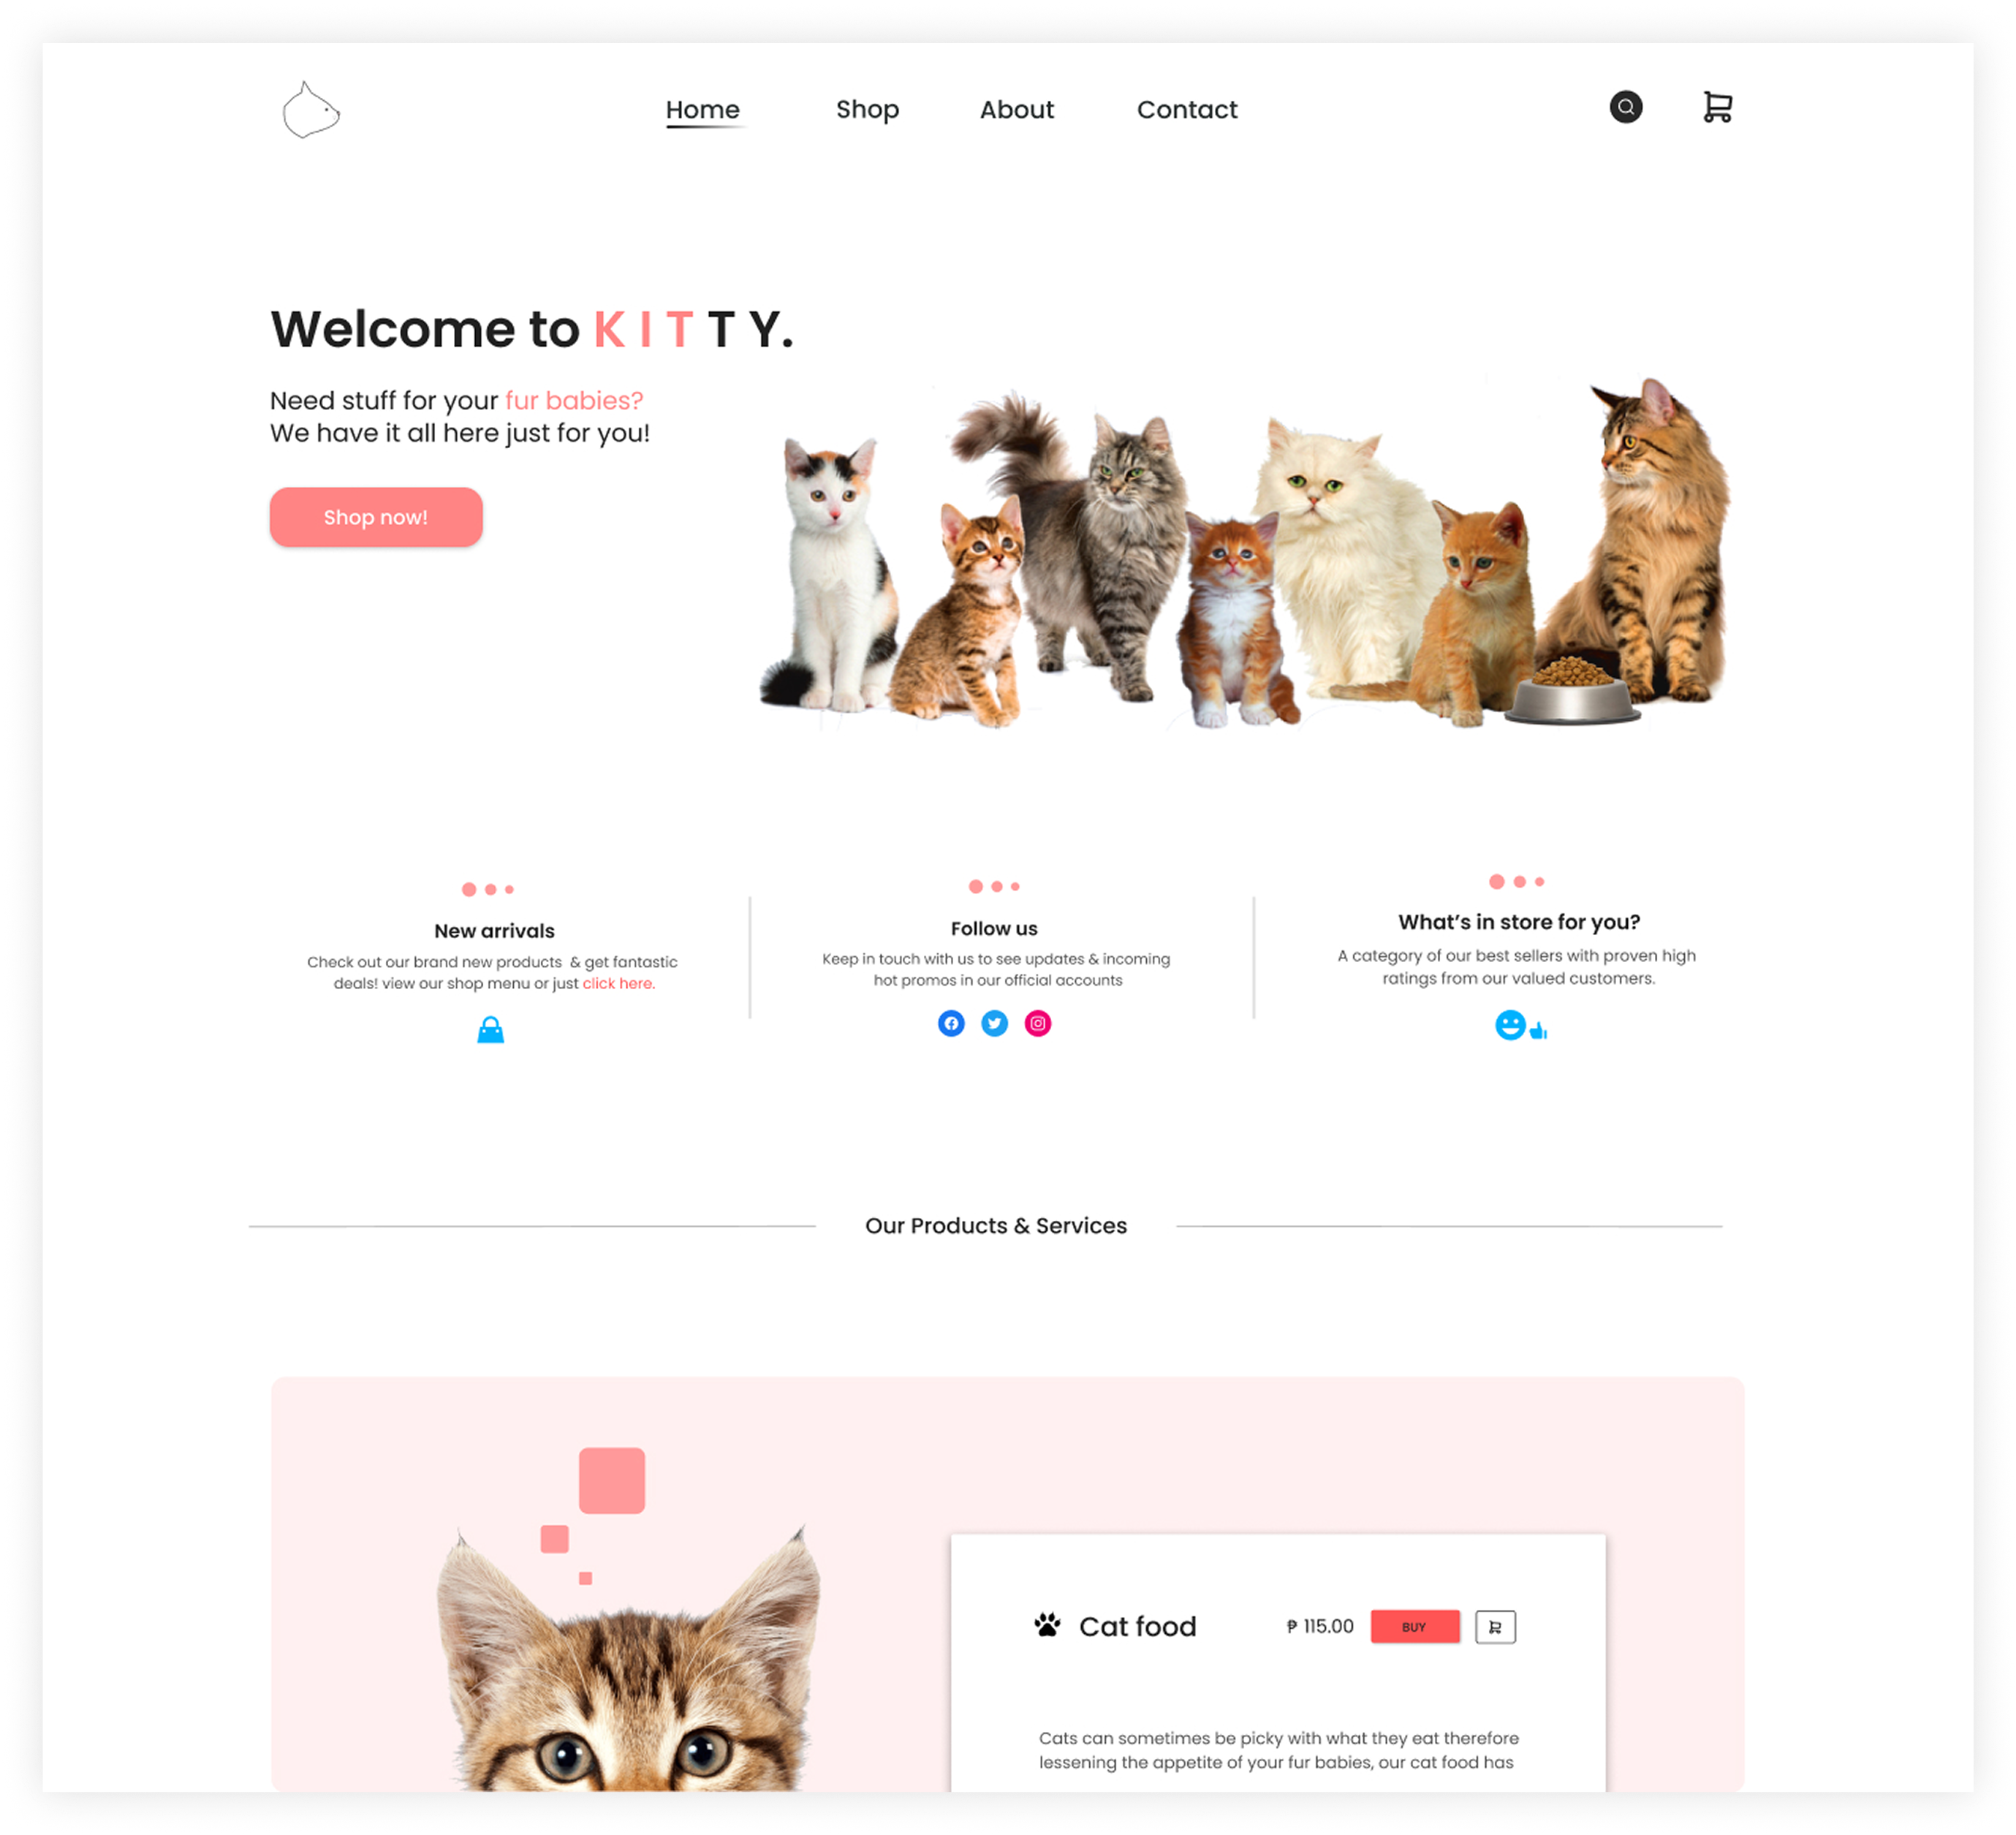 Home Shop About Contact
Welcome to K I T T Y.
Need stuff for your fur babies?
We have it all here just for you!
Shop now!
New arrivals
Check out our brand new products & get fantastic
deals! view our shop menu or just click here.
Follow us
Keep in touch with us to see updates & incoming
hot promos in our official accounts
What's in store for you?
A category of our best sellers with proven high
ratings from our valued customers.
Our Products & Services
Cat food ₱ 115.00 BUY
Cats can sometimes be picky with what they eat therefore
lessening the appetite of your fur babies, our cat food has